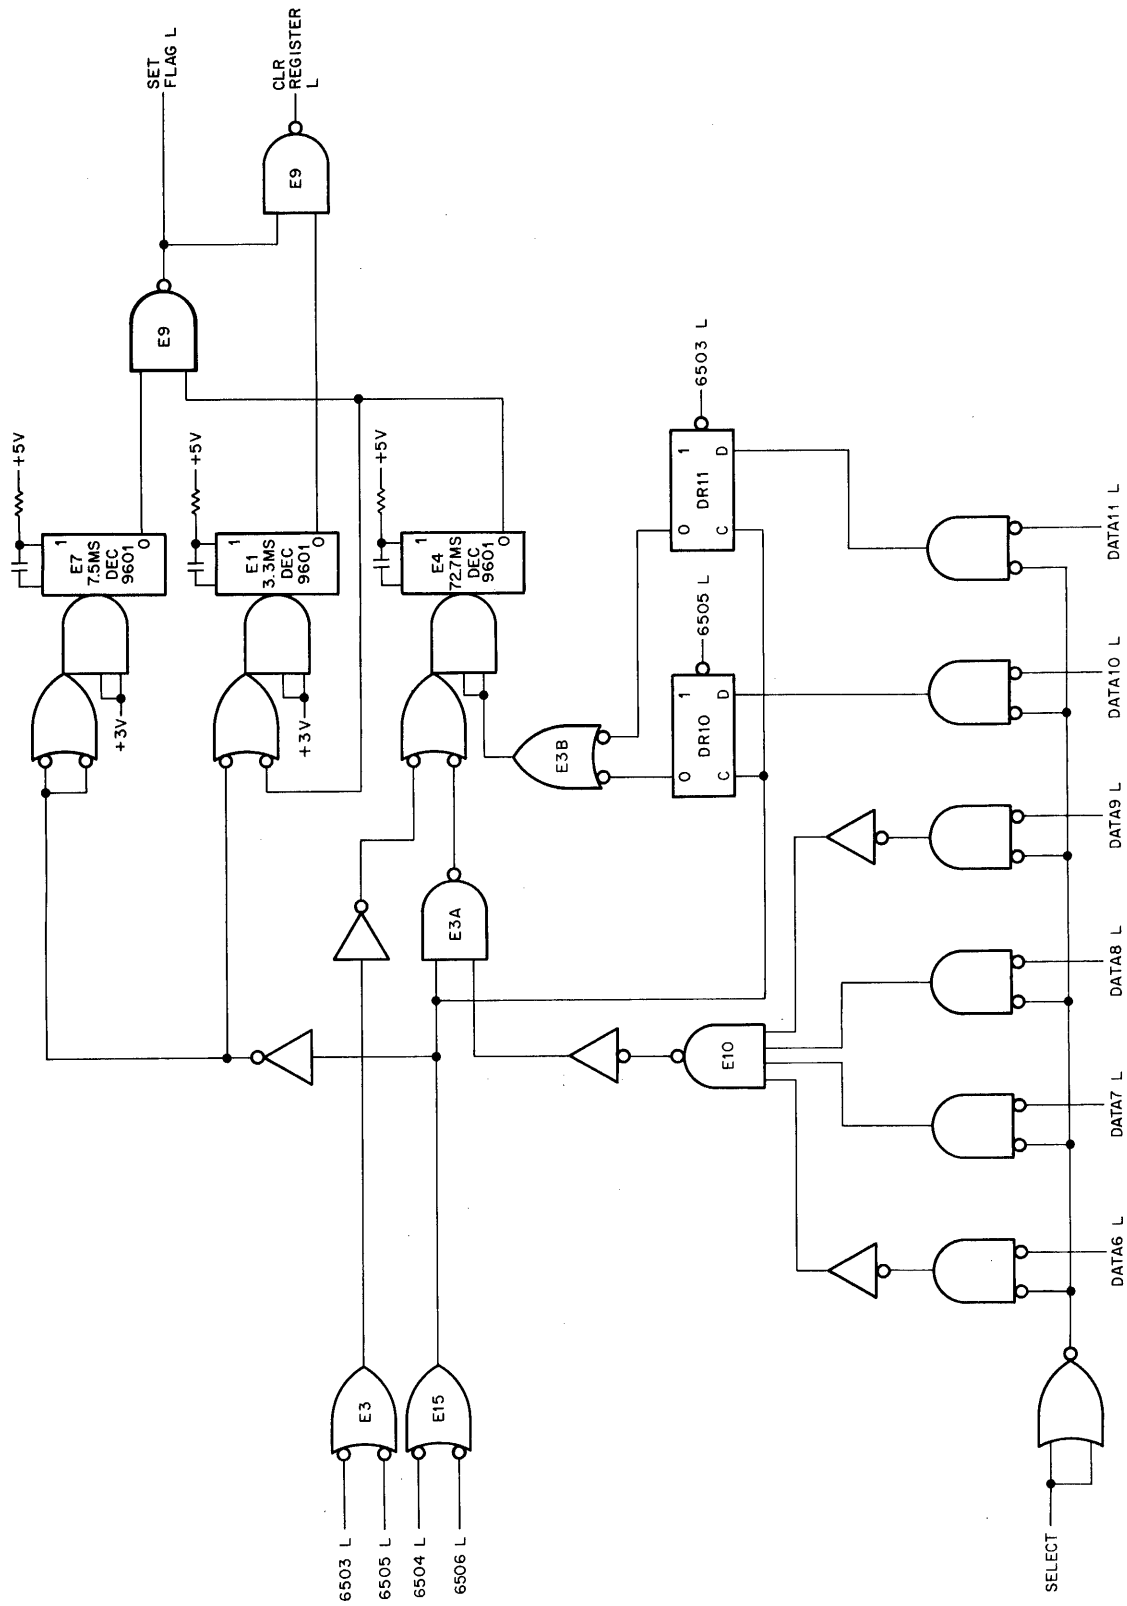 SET
FLAG L
CLR
REGISTER
L
E9
E9
+5V
+5V
+5V
1
E7
7.5MS
DEC
9601
0
1
E1
3.3MS
DEC
9601
0
1
E4
72.7MS
DEC
9601
0
+3V
+3V
6503 L
6505 L
1
DR11
0
D
C
1
DR10
0
D
C
E3B
E3A
E10
E3
E15
6503 L
6505 L
6504 L
6506 L
SELECT
DATA6 L
DATA7 L
DATA8 L
DATA9 L
DATA10 L
DATA11 L